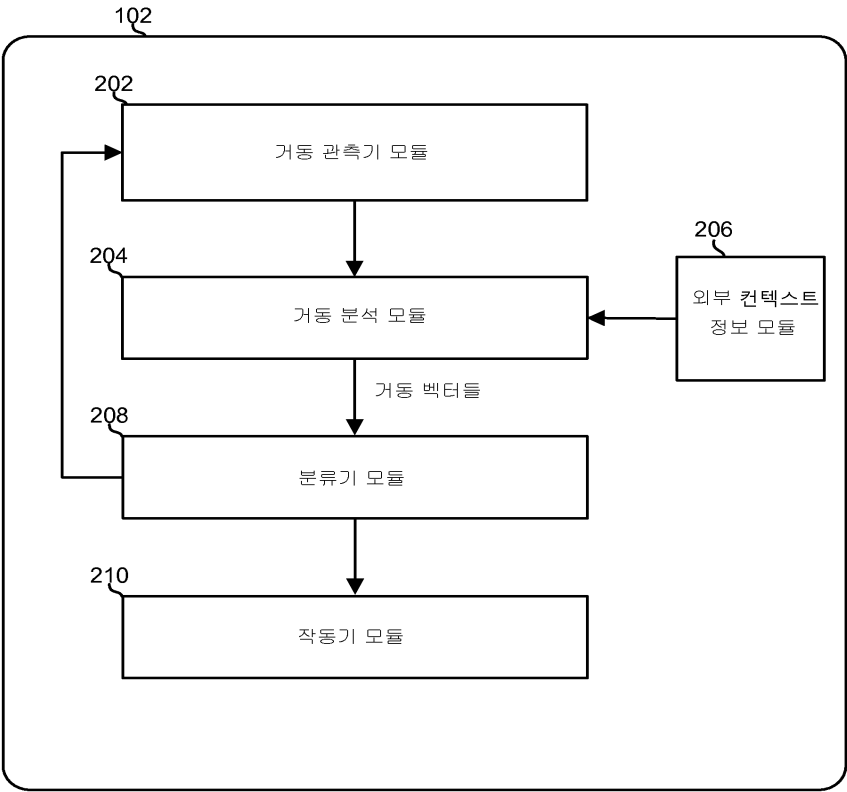 102
202
거동 관측기 모듈
206
204
외부 컨텍스트
정보 모듈
거동 분석 모듈
거동 벡터들
208
분류기 모듈
210
작동기 모듈